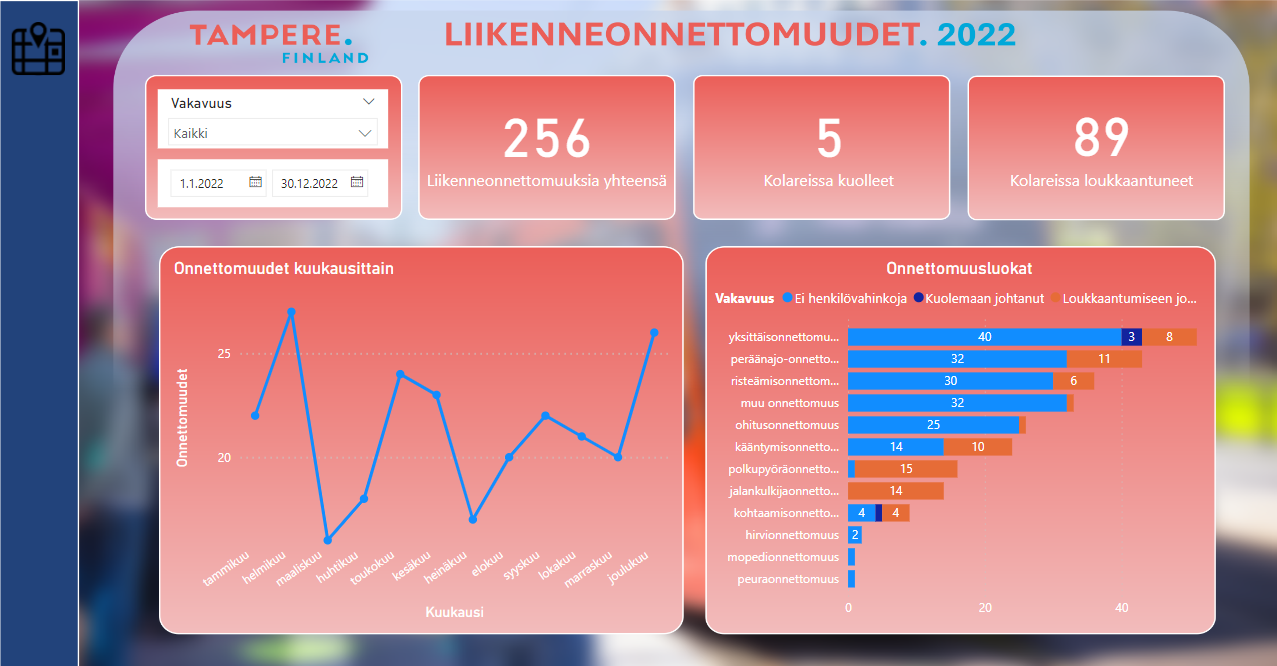 TAMPERE.
FINLAND
LIIKENNEONNETTOMUUDET. 2022
Vakavuus
Kaikki
1.1.2022 30.12.2022
256
Liikenneonnettomuuksia yhteensä
5
Kolareissa kuolleet
89
Kolareissa loukkaantuneet
Onnettomuudet kuukausittain
Onnettomuudet
25
20
tammikuu
helmikuu
maaliskuu
huhtikuu
toukokuu
kesäkuu
heinäkuu
elokuu
syyskuu
lokakuu
marraskuu
joulukuu
Kuukausi
Onnettomuusluokat
Vakavuus Ei henkilövahinkoja Kuolemaan johtanut Loukkaantumiseen jo...
yksittäisonnettomu... 40 3 8
peräänajo-onnetto... 32 11
risteämisonnettom... 30 6
muu onnettomuus 32
ohitusonnettomuus 25
kääntymisonnetto... 14 10
polkupyöräonnetto... 15
jalankulkijaonnetto... 14
kohtaamisonnetto... 4 4
hirvionnettomuus 2
mopedionnettomuus
peuraonnettomuus
0 20 40